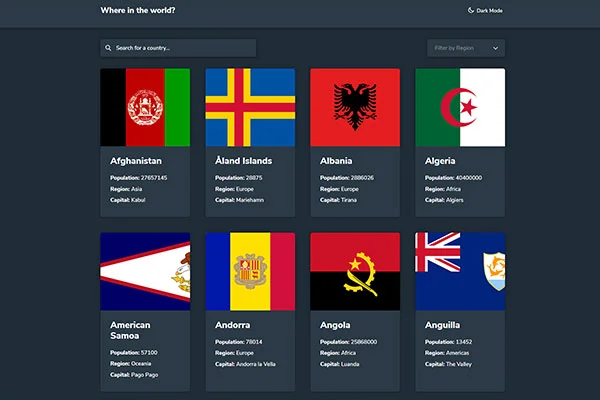 Where in the world?
Dark Mode
Search for a country...
Filter by Region
Afghanistan
Population: 27657145
Region: Asia
Capital: Kabul
Åland Islands
Population: 28875
Region: Europe
Capital: Mariehamn
Albania
Population: 2886026
Region: Europe
Capital: Tirana
Algeria
Population: 40400000
Region: Africa
Capital: Algiers
American
Samoa
Population: 57100
Region: Oceania
Capital: Pago Pago
Andorra
Population: 78014
Region: Europe
Capital: Andorra la Vella
Angola
Population: 25868000
Region: Africa
Capital: Luanda
Anguilla
Population: 13452
Region: Americas
Capital: The Valley